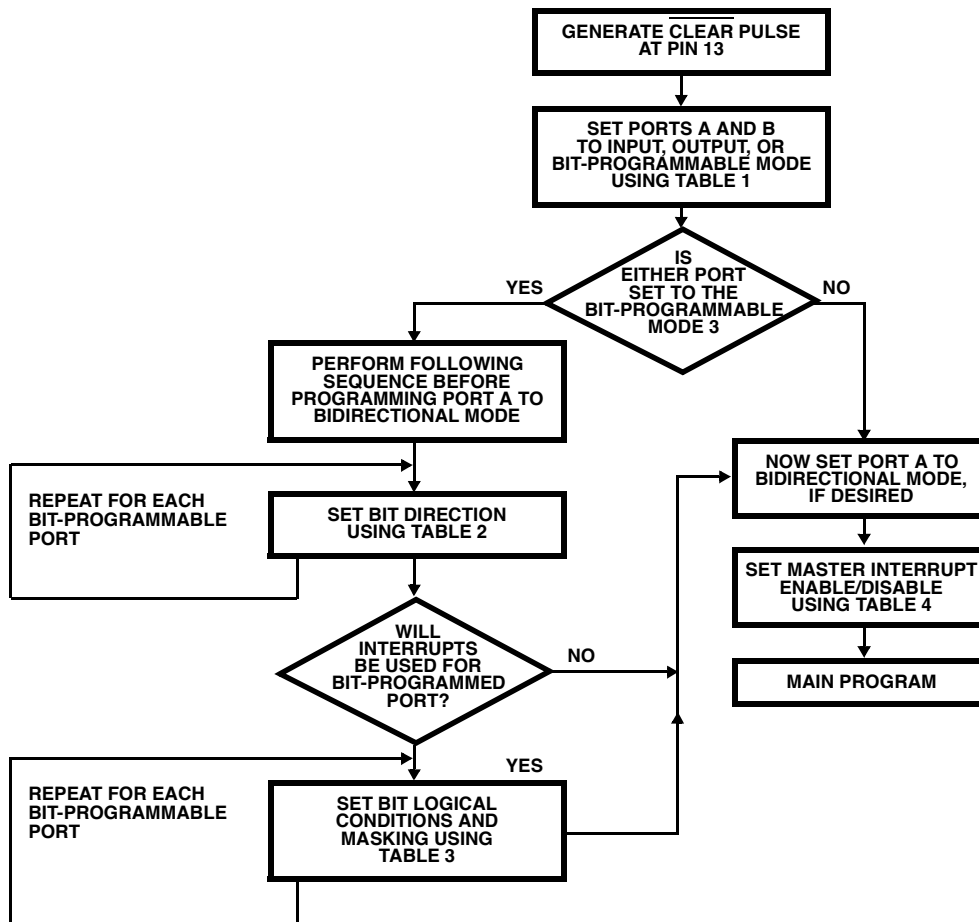 GENERATE CLEAR PULSE
AT PIN 13
SET PORTS A AND B
TO INPUT, OUTPUT, OR
BIT-PROGRAMMABLE MODE
USING TABLE 1
IS
EITHER PORT
SET TO THE
BIT-PROGRAMMABLE
MODE 3
YES
NO
PERFORM FOLLOWING
SEQUENCE BEFORE
PROGRAMMING PORT A TO
BIDIRECTIONAL MODE
REPEAT FOR EACH
BIT-PROGRAMMABLE
PORT
SET BIT DIRECTION
USING TABLE 2
NOW SET PORT A TO
BIDIRECTIONAL MODE,
IF DESIRED
SET MASTER INTERRUPT
ENABLE/DISABLE
USING TABLE 4
MAIN PROGRAM
WILL
INTERRUPTS
BE USED FOR
BIT-PROGRAMMED
PORT?
NO
YES
REPEAT FOR EACH
BIT-PROGRAMMABLE
PORT
SET BIT LOGICAL
CONDITIONS AND
MASKING USING
TABLE 3